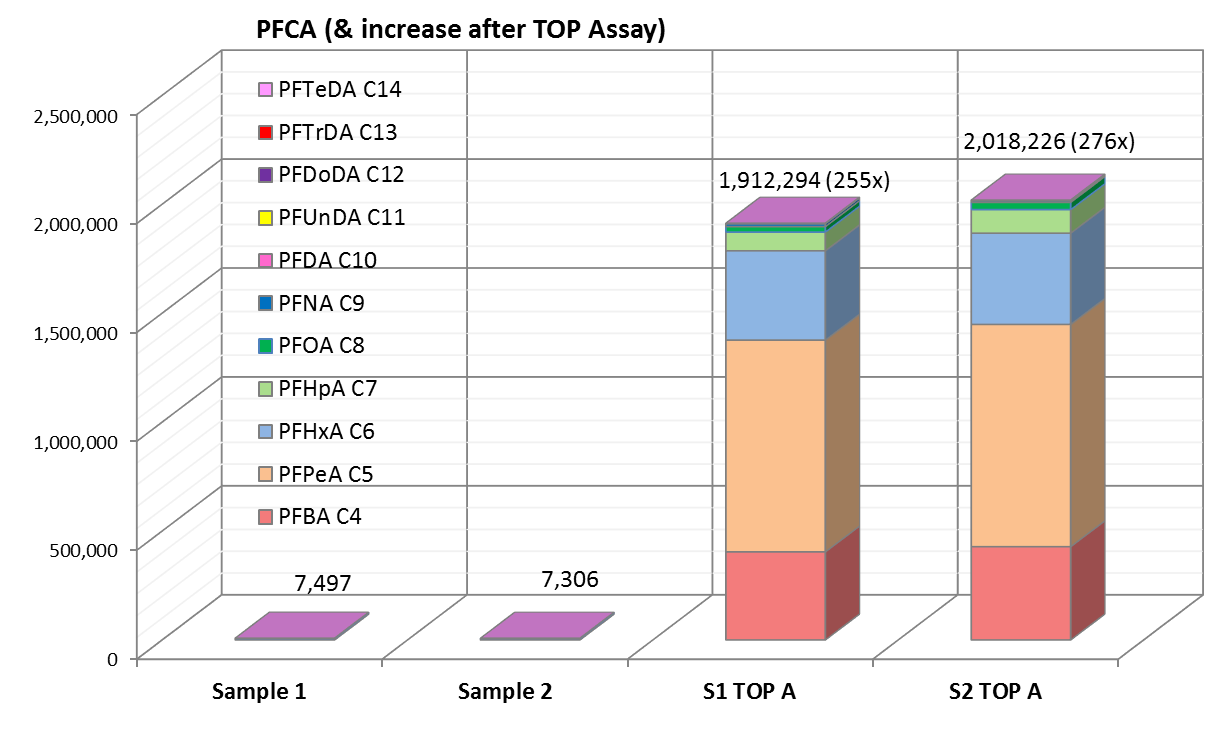 PFCA (& increase after TOP Assay)
PFTeDA C14
PFTrDA C13
PFDoDA C12
PFUnDA C11
PFDA C10
PFNA C9
PFOA C8
PFHpA C7
PFHxA C6
PFPeA C5
PFBA C4
2,500,000
2,000,000
1,500,000
1,000,000
500,000
0
7,497
7,306
1,912,294 (255x)
2,018,226 (276x)
Sample 1
Sample 2
S1 TOP A
S2 TOP A